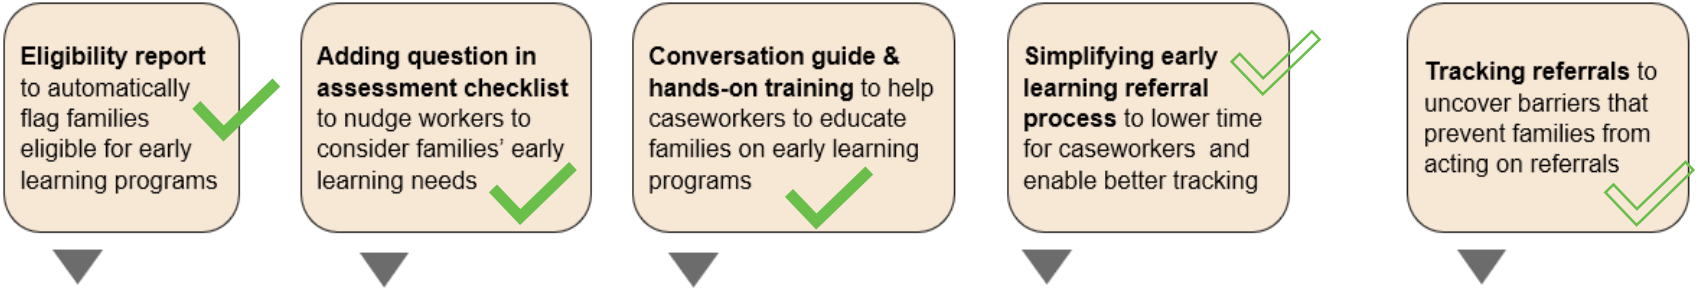 Eligibility report
to automatically
flag families
eligible for early
learning programs
Adding question in
assessment checklist
to nudge workers to
consider families’ early
learning needs
Conversation guide &
hands-on training to help
caseworkers to educate
families on early learning
programs
Simplifying early
learning referral
process to lower time
for caseworkers and
enable better tracking
Tracking referrals to
uncover barriers that
prevent families from
acting on referrals